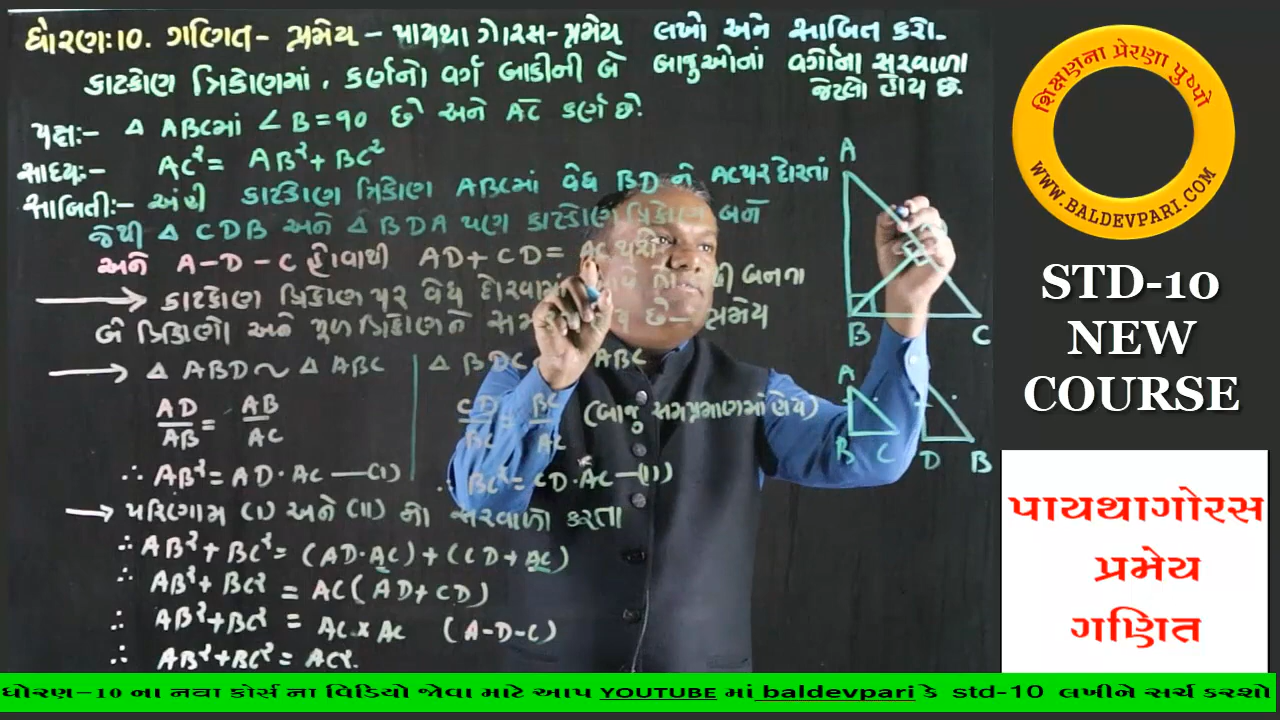 ધોરણ:10. ગણિત - પ્રમેય - પાયથાગોરસ- પ્રમેય લખો અને સાબિત કરો.
કાટકોણ ત્રિકોણમાં, કર્ણનો વર્ગ બાકીની બે બાજુઓનાં વર્ગોના સરવાળા
જેટલો હોય છે.
પક્ષ:- △ ABCમાં ∠B = 90 છે અને AC કર્ણ છે.
સાધ્ય:- AC² = AB² + BC²
સાબિતી:- અહીં કાટકોણ ત્રિકોણ ABCમાં વેધ BD ને AC પર દોરતાં
જેથી △ CDB અને △ BDA પણ કાટકોણ ત્રિકોણ બને
અને A-D-C હોવાથી AD + CD = AC થશે
→ કાટકોણ ત્રિકોણ પર વેધ દોરવામાં બનતા
બે ત્રિકોણો અને મૂળ ત્રિકોણને છે- પ્રમેય
→ △ ABD ~ △ ABC
△ BDC ~ ABC
AD/AB = AB/AC
CD/BC = BC/AC (બાજુ સમપ્રમાણમાં હોય)
∴ AB² = AD · AC —(I)
∴ BC² = CD · AC —(II)
→ પરિણામ (I) અને (II) નો સરવાળો કરતા
∴ AB² + BC² = (AD · AC) + (CD + AC)
∴ AB² + BC² = AC (AD + CD)
∴ AB² + BC² = AC × AC (A-D-C)
∴ AB² + BC² = AC².
A
B
C
A
B C
D B
શિક્ષણના પ્રેરણા પુષ્પો
WWW.BALDEVPARI.COM
STD-10
NEW
COURSE
પાયથાગોરસ
પ્રમેય
ગણિત
ધોરણ-10 ના નવા કોર્સ ના વિડિયો જોવા માટે આપ YOUTUBE માં baldevpari કે std-10 લખીને સર્ચ કરશો